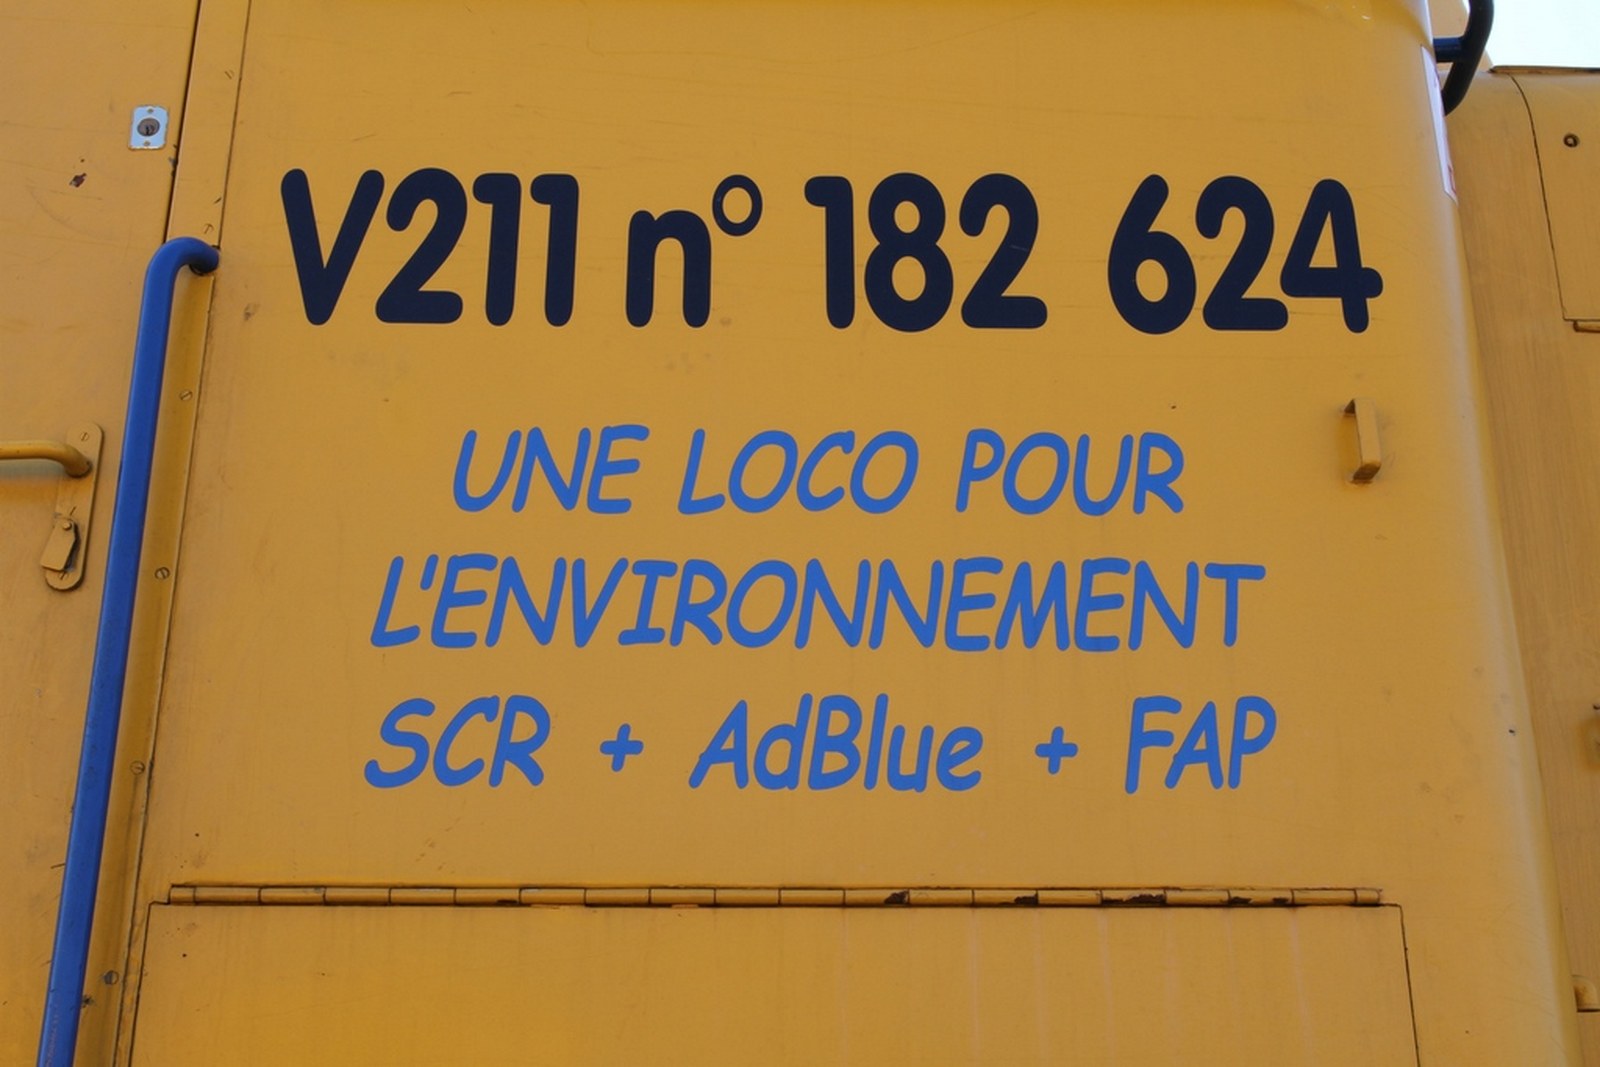 V211 n° 182 624
UNE LOCO POUR
L'ENVIRONNEMENT
SCR + AdBlue + FAP